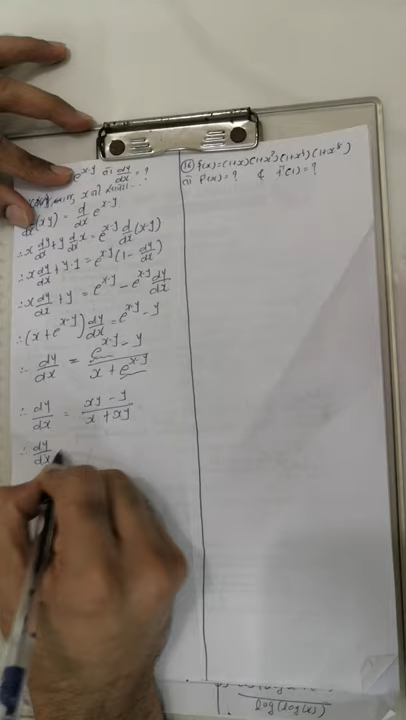 e^{x-y} dy/dx = ?
d/dx (xy) = d/dx e^{x-y}
∴ x dy/dx + y d/dx x = e^{x-y} d/dx (x-y)
∴ x dy/dx + y·1 = e^{x-y} (1 - dy/dx)
∴ x dy/dx + y = e^{x-y} - e^{x-y} dy/dx
∴ (x + e^{x-y}) dy/dx = e^{x-y} - y
∴ dy/dx = e^{x-y} - y / x + e^{x-y}
∴ dy/dx = xy - y / x + xy
∴ dy/dx
(16) f(x) = (1+x)(1+x²)(1+x⁴)(1+x⁸)
f'(x) = ? & f'(1) = ?
log(log(x))